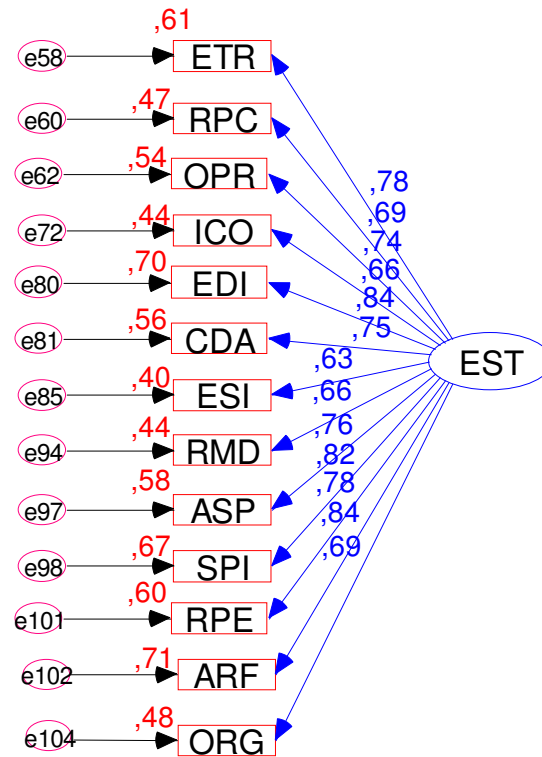 ,61
e58 ETR
,47
e60 RPC
,54
e62 OPR
,44
e72 ICO
,70
e80 EDI
,56
e81 CDA
,40
e85 ESI
,44
e94 RMD
,58
e97 ASP
,67
e98 SPI
,60
e101 RPE
,71
e102 ARF
,48
e104 ORG
,78
,69
,74
,66
,84
,75
,63
,66
,76
,82
,78
,84
,69
EST